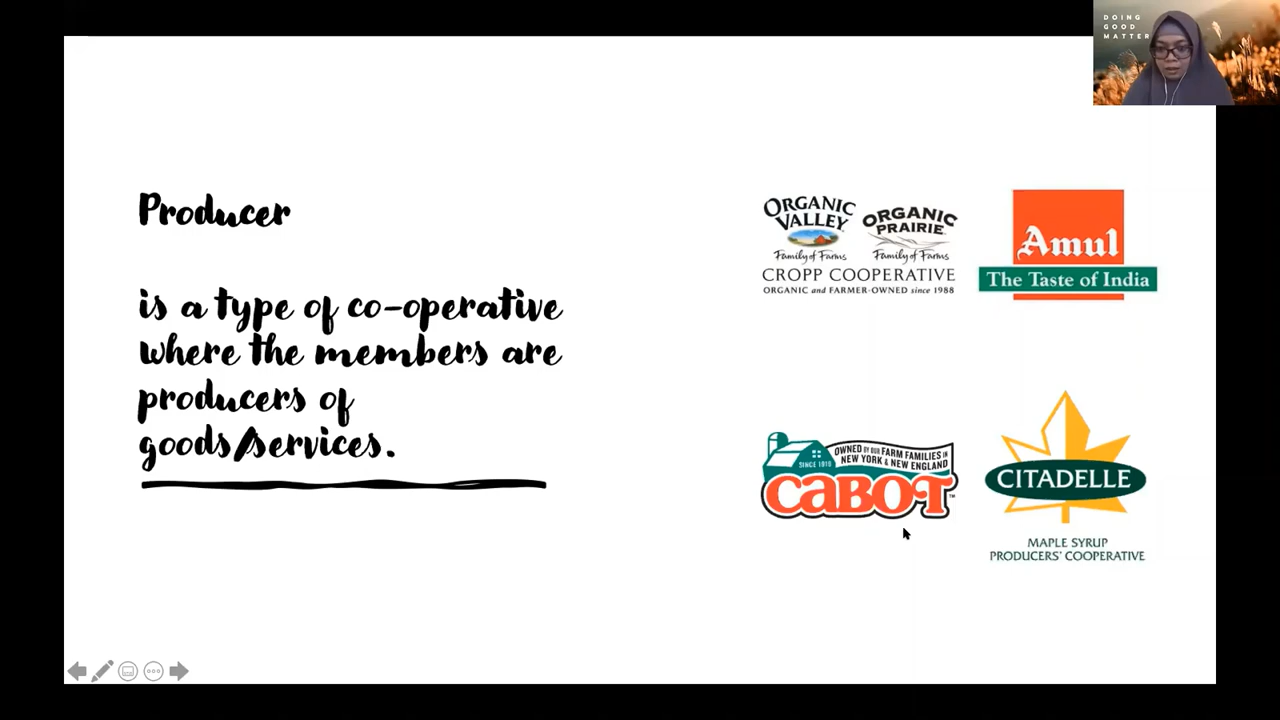 DOING
GOOD
MATTER
Producer
is a type of co-operative
where the members are
producers of
goods/services.
ORGANIC
VALLEY
Family of Farms
ORGANIC
PRAIRIE
Family of Farms
CROPP COOPERATIVE
ORGANIC and FARMER-OWNED since 1988
Amul
The Taste of India
SINCE 1919
OWNED BY OUR FARM FAMILIES IN
NEW YORK & NEW ENGLAND
CABOT™
CITADELLE
MAPLE SYRUP
PRODUCERS' COOPERATIVE